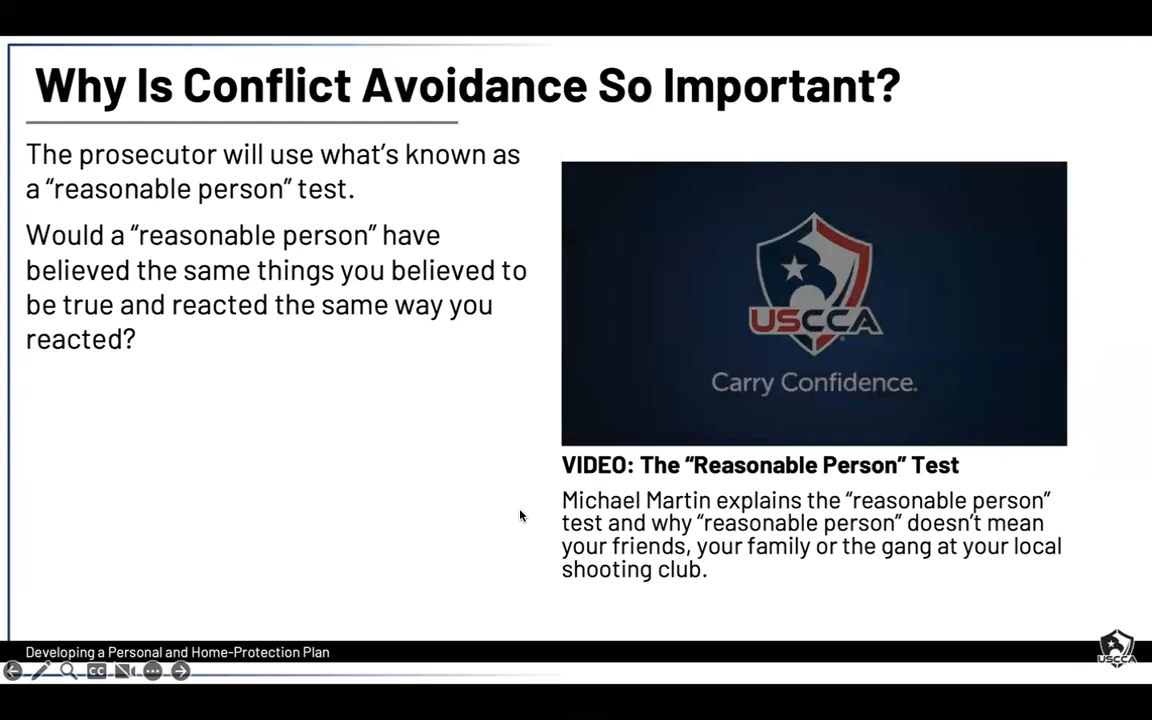 Why Is Conflict Avoidance So Important?
The prosecutor will use what's known as
a “reasonable person” test.
Would a “reasonable person” have
believed the same things you believed to
be true and reacted the same way you
reacted?
USCCA
Carry Confidence.
VIDEO: The “Reasonable Person” Test
Michael Martin explains the “reasonable person”
test and why “reasonable person” doesn't mean
your friends, your family or the gang at your local
shooting club.
Developing a Personal and Home-Protection Plan
USCCA
CC